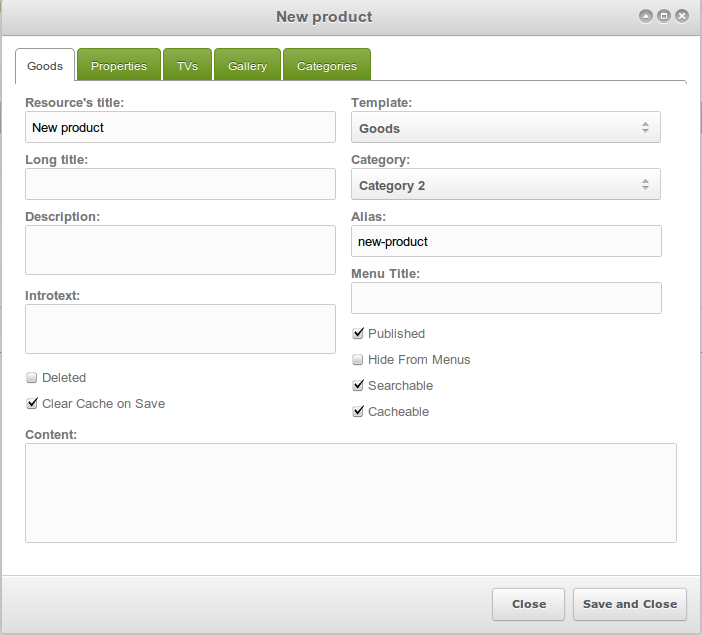 New product
Goods Properties TVs Gallery Categories
Resource's title:
New product
Long title:
Description:
Introtext:
Deleted
Clear Cache on Save
Template:
Goods
Category:
Category 2
Alias:
new-product
Menu Title:
Published
Hide From Menus
Searchable
Cacheable
Content:
Close Save and Close